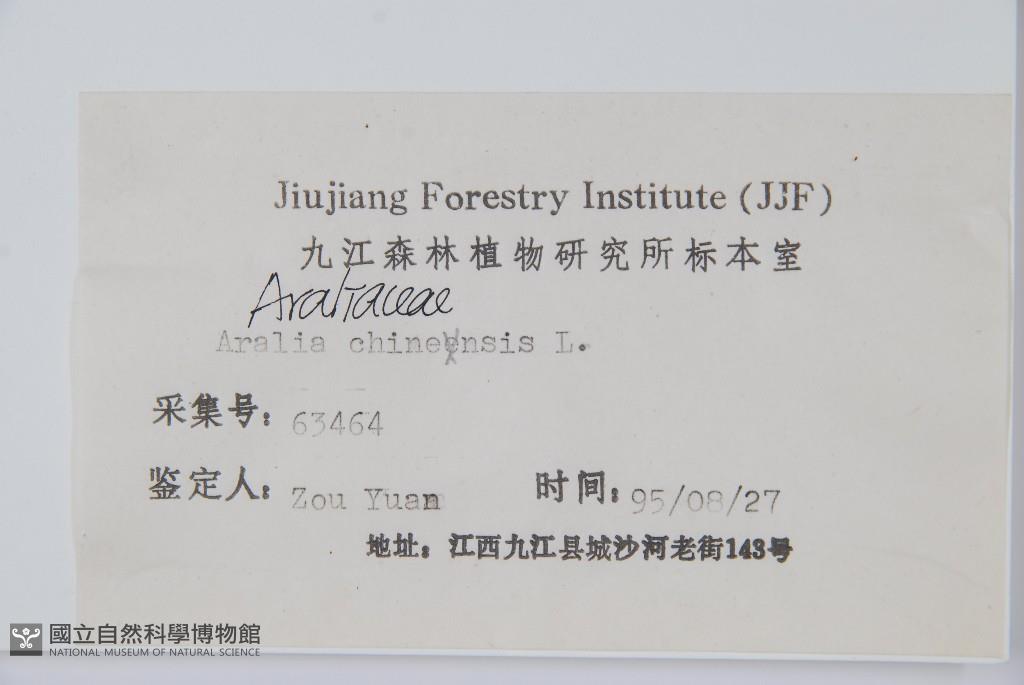 Jiujiang Forestry Institute (JJF)
九江森林植物研究所标本室
Araliaceae
Aralia chinensis L.
采集号: 63464
鉴定人: Zou Yuan 时间: 95/08/27
地址: 江西九江县城沙河老街143号
國立自然科學博物館
NATIONAL MUSEUM OF NATURAL SCIENCE